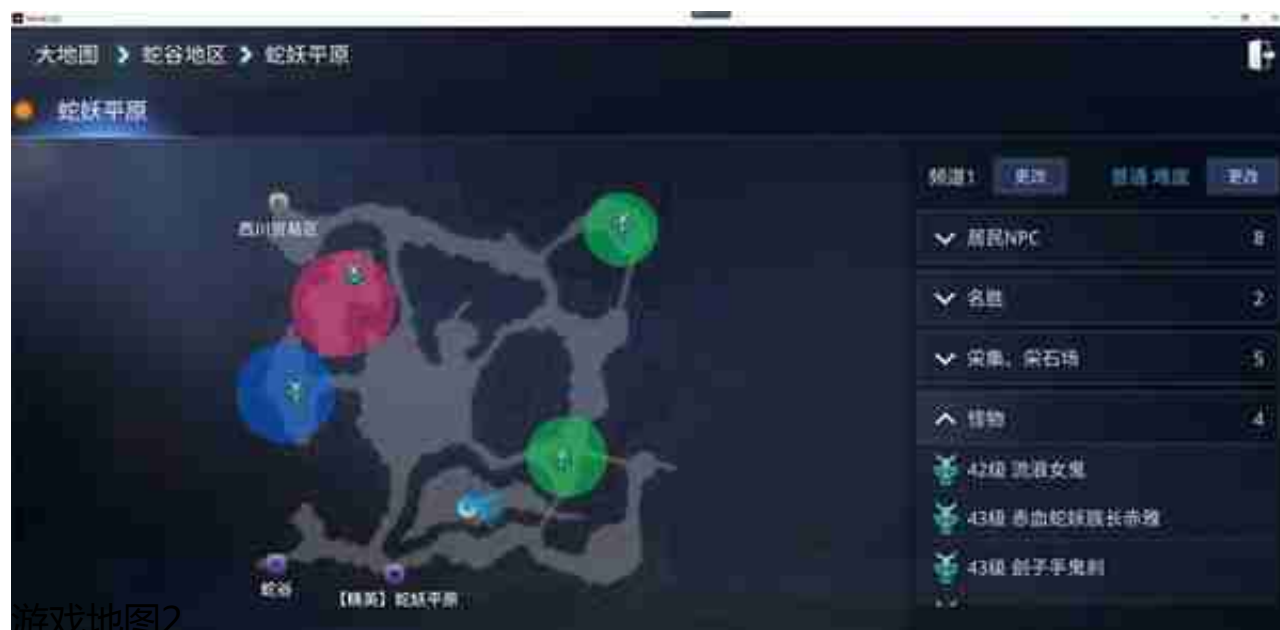 大地图 > 蛇谷地区 > 蛇妖平原
蛇妖平原
频道1 更改 普通 难度 更改
西川贸易区
居民NPC 8
名胜 2
采集、采石场 5
怪物 4
42级 流浪女鬼
43级 赤血蛇妖族长赤雅
43级 刽子手鬼刹
蛇谷
【精英】蛇妖平原
游戏地图2